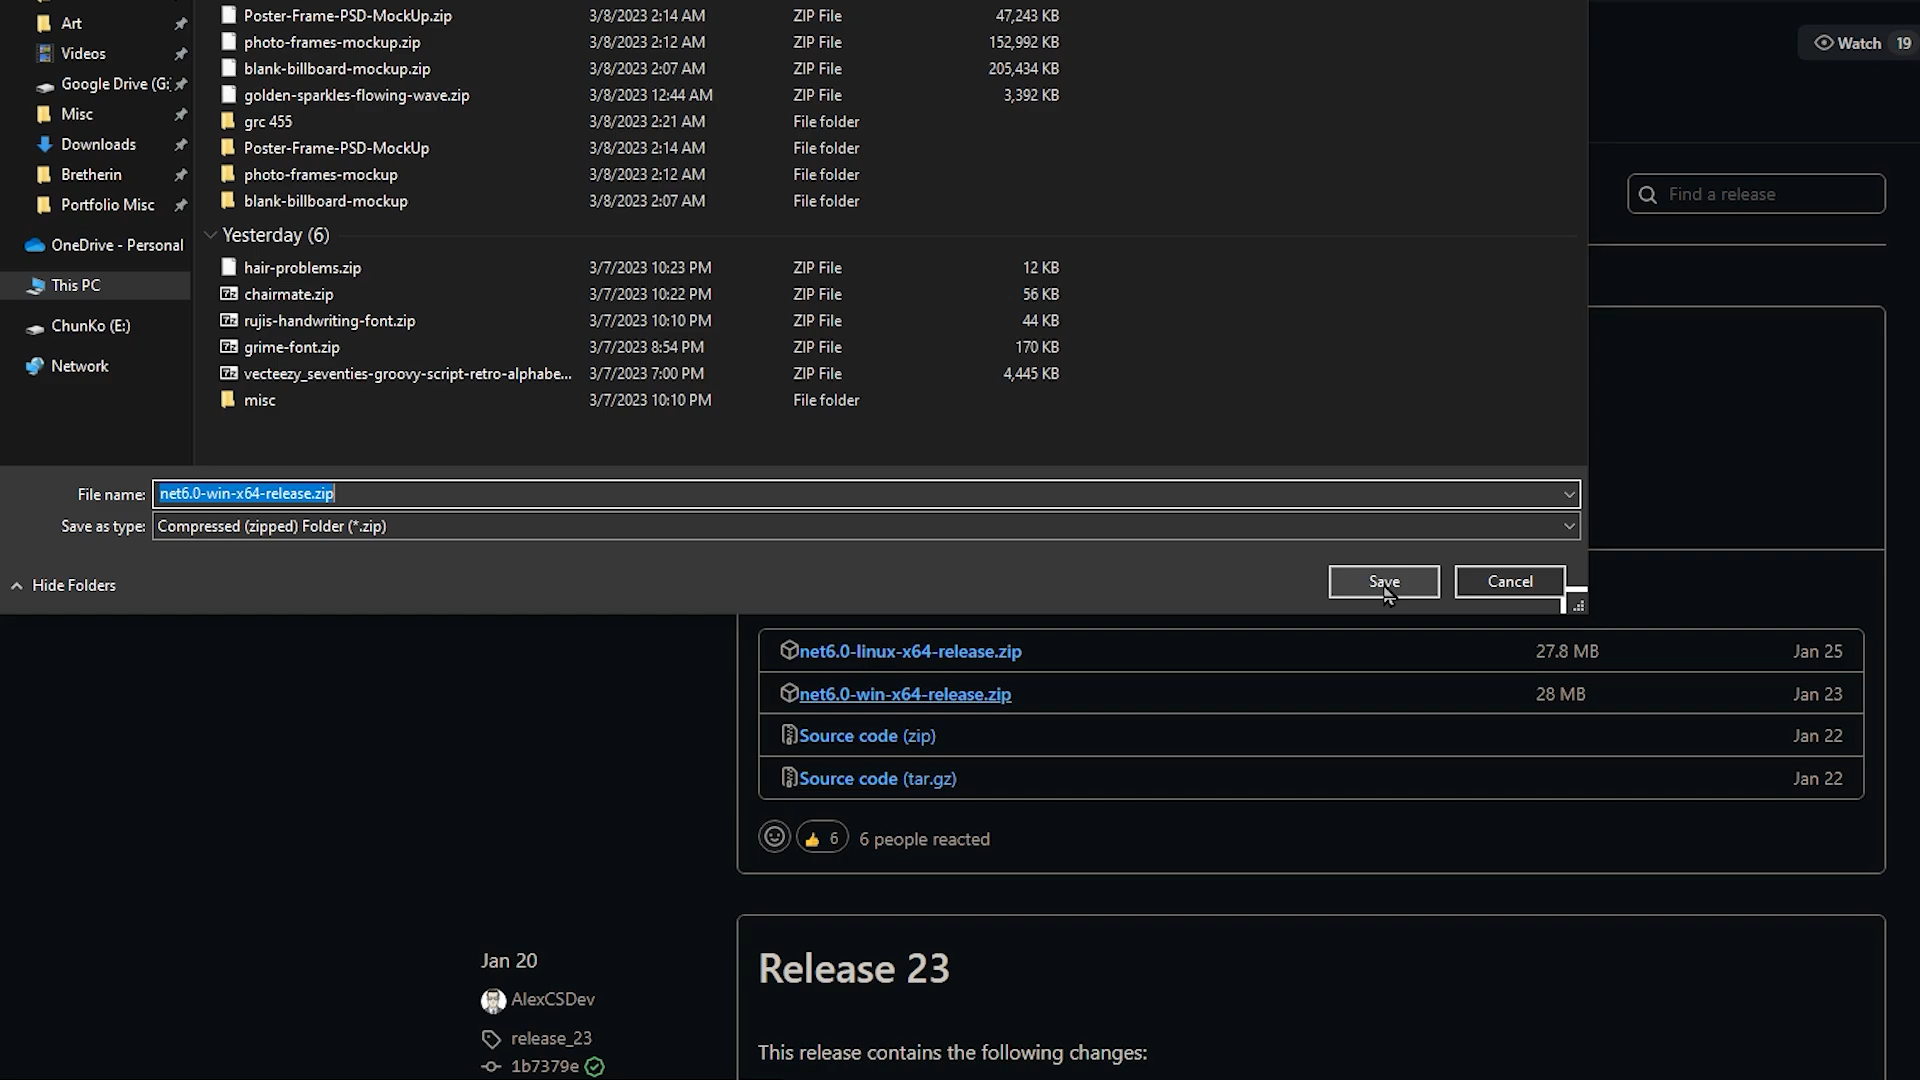 Art
Videos
Google Drive (G:
Misc
Downloads
Bretherin
Portfolio Misc
OneDrive - Personal
This PC
ChunKo (E:)
Network
Poster-Frame-PSD-MockUp.zip 3/8/2023 2:14 AM ZIP File 47,243 KB
photo-frames-mockup.zip 3/8/2023 2:12 AM ZIP File 152,992 KB
blank-billboard-mockup.zip 3/8/2023 2:07 AM ZIP File 205,434 KB
golden-sparkles-flowing-wave.zip 3/8/2023 12:44 AM ZIP File 3,392 KB
grc 455 3/8/2023 2:21 AM File folder
Poster-Frame-PSD-MockUp 3/8/2023 2:14 AM File folder
photo-frames-mockup 3/8/2023 2:12 AM File folder
blank-billboard-mockup 3/8/2023 2:07 AM File folder
Yesterday (6)
hair-problems.zip 3/7/2023 10:23 PM ZIP File 12 KB
chairmate.zip 3/7/2023 10:22 PM ZIP File 56 KB
rujis-handwriting-font.zip 3/7/2023 10:10 PM ZIP File 44 KB
grime-font.zip 3/7/2023 8:54 PM ZIP File 170 KB
vecteezy_seventies-groovy-script-retro-alphabe... 3/7/2023 7:00 PM ZIP File 4,445 KB
misc 3/7/2023 10:10 PM File folder
File name: net6.0-win-x64-release.zip
Save as type: Compressed (zipped) Folder (*.zip)
Hide Folders
Save Cancel
Watch 19
Find a release
net6.0-linux-x64-release.zip 27.8 MB Jan 25
net6.0-win-x64-release.zip 28 MB Jan 23
Source code (zip) Jan 22
Source code (tar.gz) Jan 22
6 6 people reacted
Jan 20
AlexCSDev
release_23
1b7379e
Release 23
This release contains the following changes: